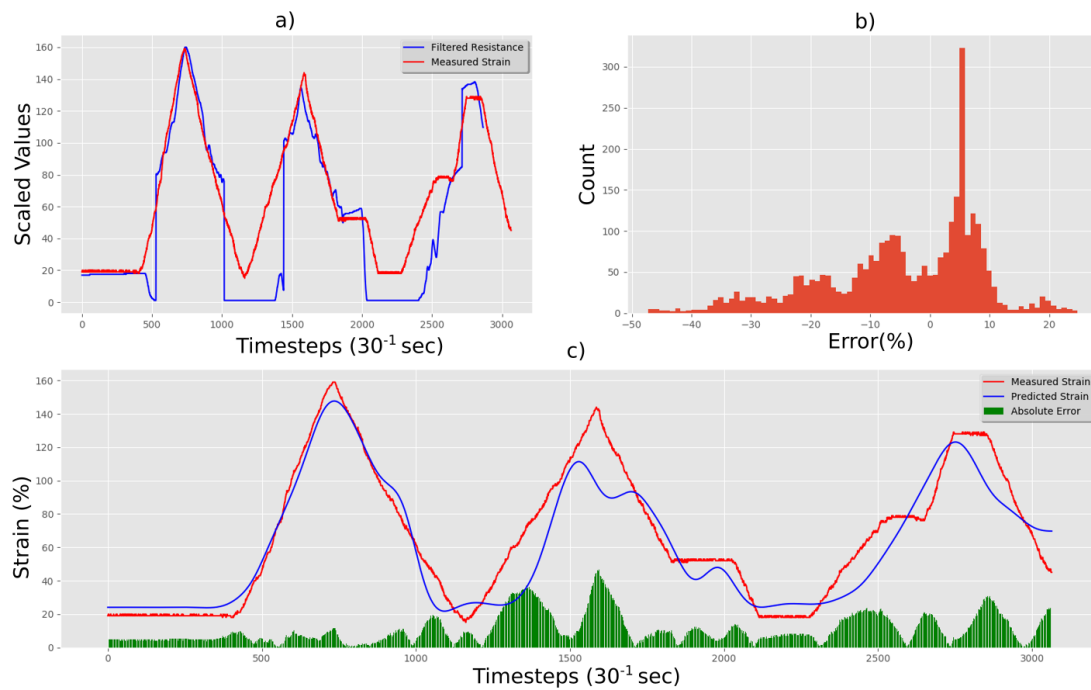 a)
Filtered Resistance
Measured Strain
160
140
120
100
80
60
40
20
0
Scaled Values
0 500 1000 1500 2000 2500 3000
Timesteps (30⁻¹ sec)
b)
300
250
200
150
100
50
0
Count
−50 −40 −30 −20 −10 0 10 20
Error(%)
c)
Measured Strain
Predicted Strain
Absolute Error
160
140
120
100
80
60
40
20
0
Strain (%)
0 500 1000 1500 2000 2500 3000
Timesteps (30⁻¹ sec)